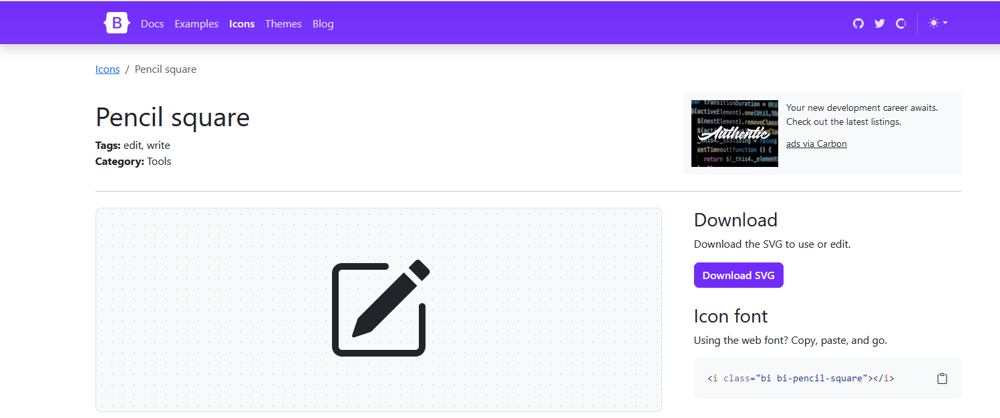 B Docs Examples Icons Themes Blog
Icons / Pencil square
Pencil square
Tags: edit, write
Category: Tools
var transitionDuration = Uti
$(activeElement).one(Util.TR
$(nextElement).removeClass
Authentic
_this4._isSliding = false;
setTimeout(function () {
return $(_this4._element
Your new development career awaits.
Check out the latest listings.
ads via Carbon
Download
Download the SVG to use or edit.
Download SVG
Icon font
Using the web font? Copy, paste, and go.
<i class="bi bi-pencil-square"></i>